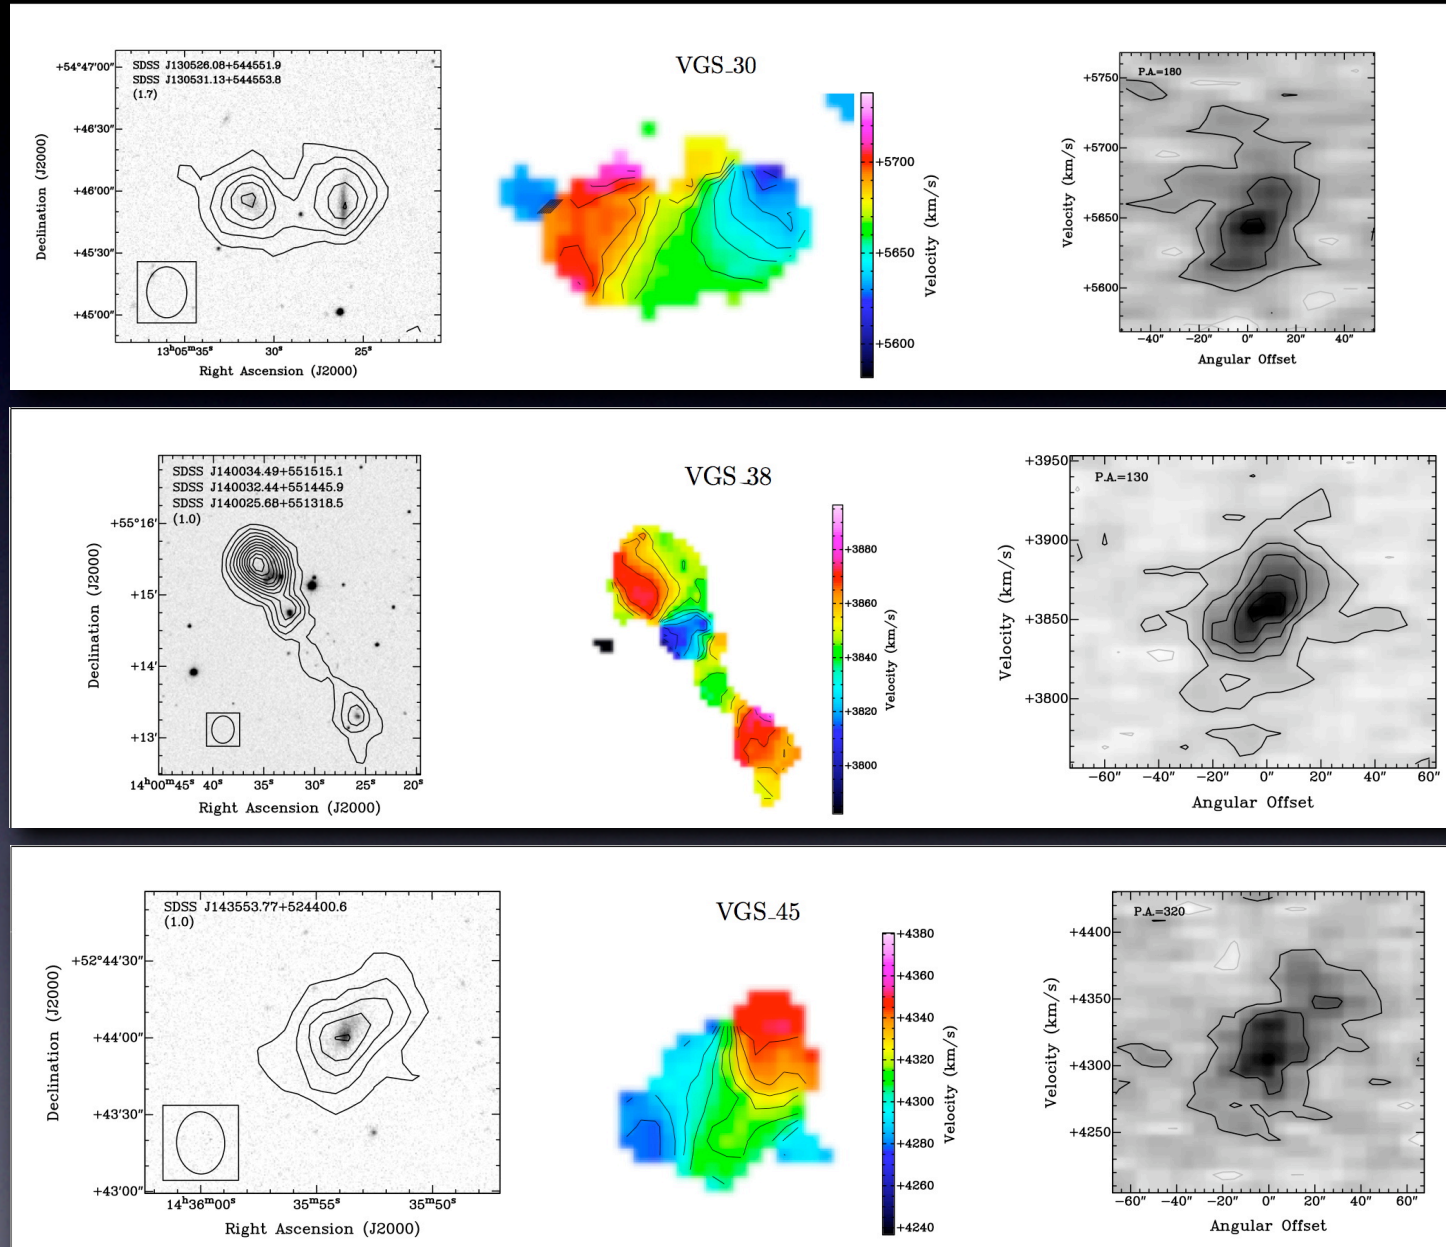 VGS_30
SDSS J130526.08+544551.9
SDSS J130531.13+544553.8
(1.7)
+54°47′00″
+46′30″
+46′00″
+45′30″
+45′00″
Declination (J2000)
13ʰ05ᵐ35ˢ 30ˢ 25ˢ
Right Ascension (J2000)
+5700
+5650
+5600
Velocity (km/s)
P.A.=180
+5750
+5700
+5650
+5600
Velocity (km/s)
−40″ −20″ 0″ 20″ 40″
Angular Offset
VGS_38
SDSS J140034.49+551515.1
SDSS J140032.44+551445.9
SDSS J140025.68+551318.5
(1.0)
+55°16′
+15′
+14′
+13′
Declination (J2000)
14ʰ00ᵐ45ˢ 40ˢ 35ˢ 30ˢ 25ˢ 20ˢ
Right Ascension (J2000)
+3880
+3860
+3840
+3820
+3800
Velocity (km/s)
P.A.=130
+3950
+3900
+3850
+3800
Velocity (km/s)
−60″ −40″ −20″ 0″ 20″ 40″ 60″
Angular Offset
VGS_45
SDSS J143553.77+524400.6
(1.0)
+52°44′30″
+44′00″
+43′30″
+43′00″
Declination (J2000)
14ʰ36ᵐ00ˢ 35ᵐ55ˢ 35ᵐ50ˢ
Right Ascension (J2000)
+4380
+4360
+4340
+4320
+4300
+4280
+4260
+4240
Velocity (km/s)
P.A.=320
+4400
+4350
+4300
+4250
Velocity (km/s)
−60″ −40″ −20″ 0″ 20″ 40″ 60″
Angular Offset